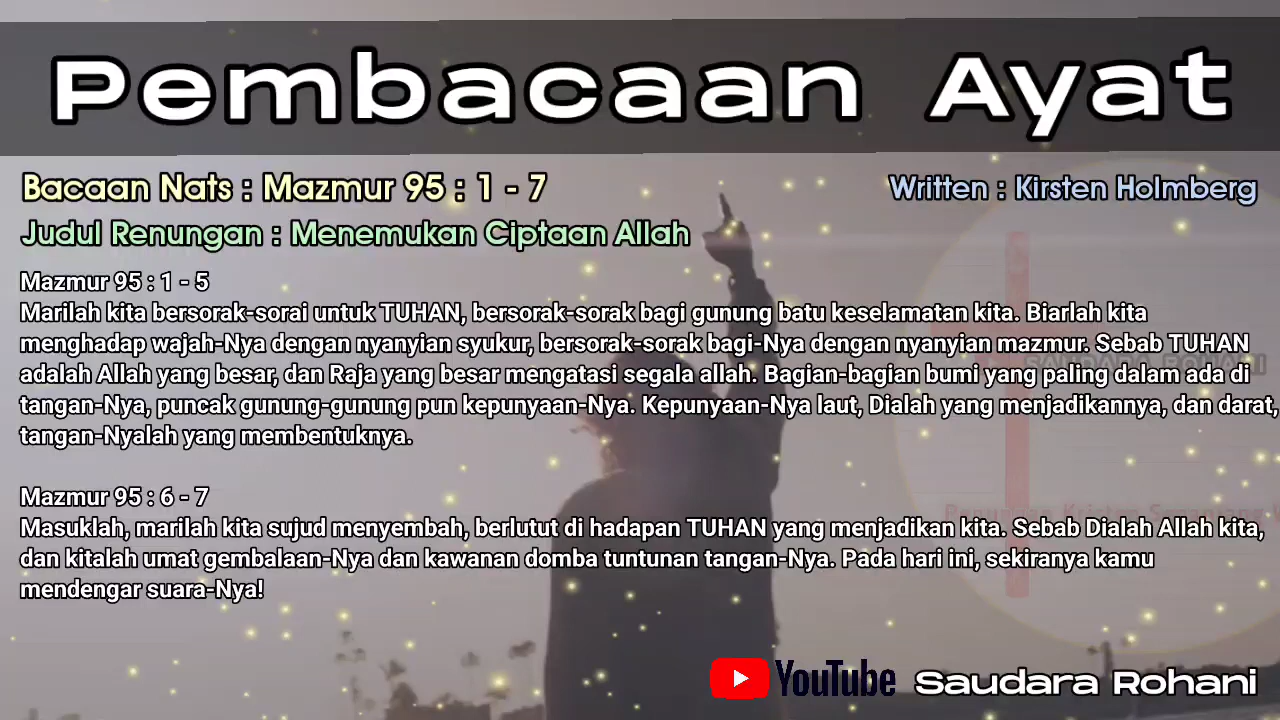 Pembacaan Ayat
Bacaan Nats : Mazmur 95 : 1 - 7
Written : Kirsten Holmberg
Judul Renungan : Menemukan Ciptaan Allah
Mazmur 95 : 1 - 5
Marilah kita bersorak-sorai untuk TUHAN, bersorak-sorak bagi gunung batu keselamatan kita. Biarlah kita
menghadap wajah-Nya dengan nyanyian syukur, bersorak-sorak bagi-Nya dengan nyanyian mazmur. Sebab TUHAN
adalah Allah yang besar, dan Raja yang besar mengatasi segala allah. Bagian-bagian bumi yang paling dalam ada di
tangan-Nya, puncak gunung-gunung pun kepunyaan-Nya. Kepunyaan-Nya laut, Dialah yang menjadikannya, dan darat,
tangan-Nyalah yang membentuknya.
SAUDARA ROHANI
Mazmur 95 : 6 - 7
Renungan Kristen
Masuklah, marilah kita sujud menyembah, berlutut di hadapan TUHAN yang menjadikan kita. Sebab Dialah Allah kita,
dan kitalah umat gembalaan-Nya dan kawanan domba tuntunan tangan-Nya. Pada hari ini, sekiranya kamu
mendengar suara-Nya!
YouTube Saudara Rohani